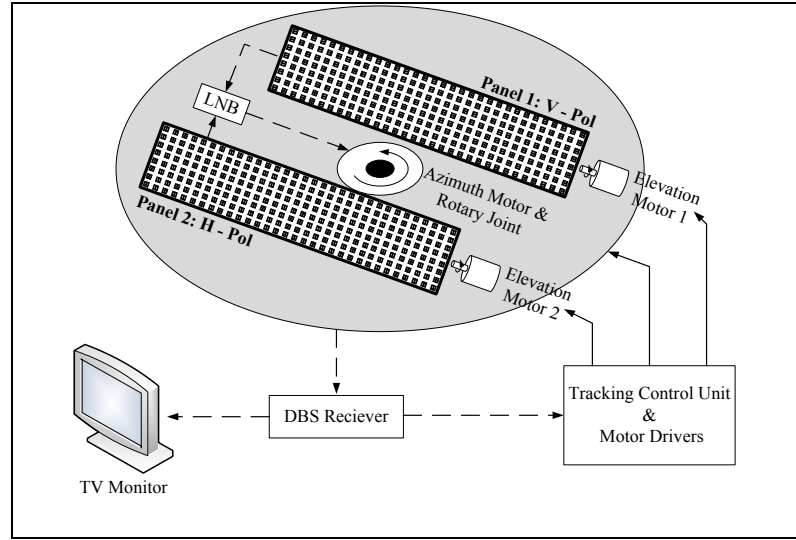 Panel 1: V - Pol
LNB
Elevation
Motor 1
Azimuth Motor &
Rotary Joint
Panel 2: H - Pol
Elevation
Motor 2
Tracking Control Unit
&
Motor Drivers
DBS Reciever
TV Monitor